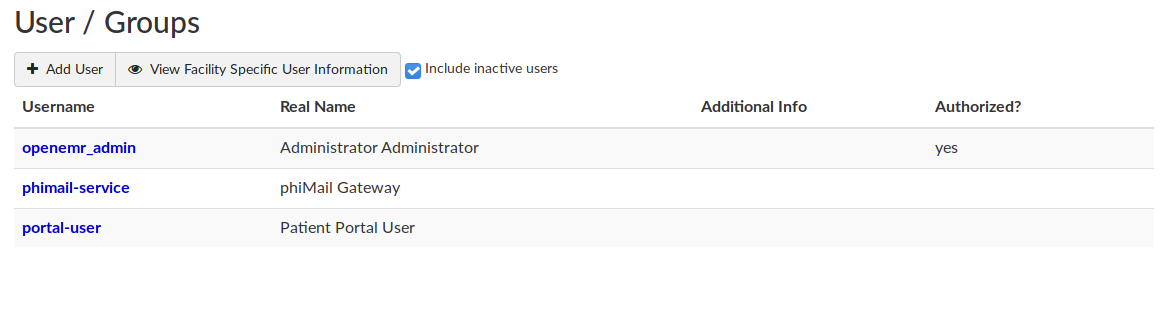 User / Groups
Add User View Facility Specific User Information Include inactive users
Username Real Name Additional Info Authorized?
openemr_admin Administrator Administrator yes
phimail-service phiMail Gateway
portal-user Patient Portal User